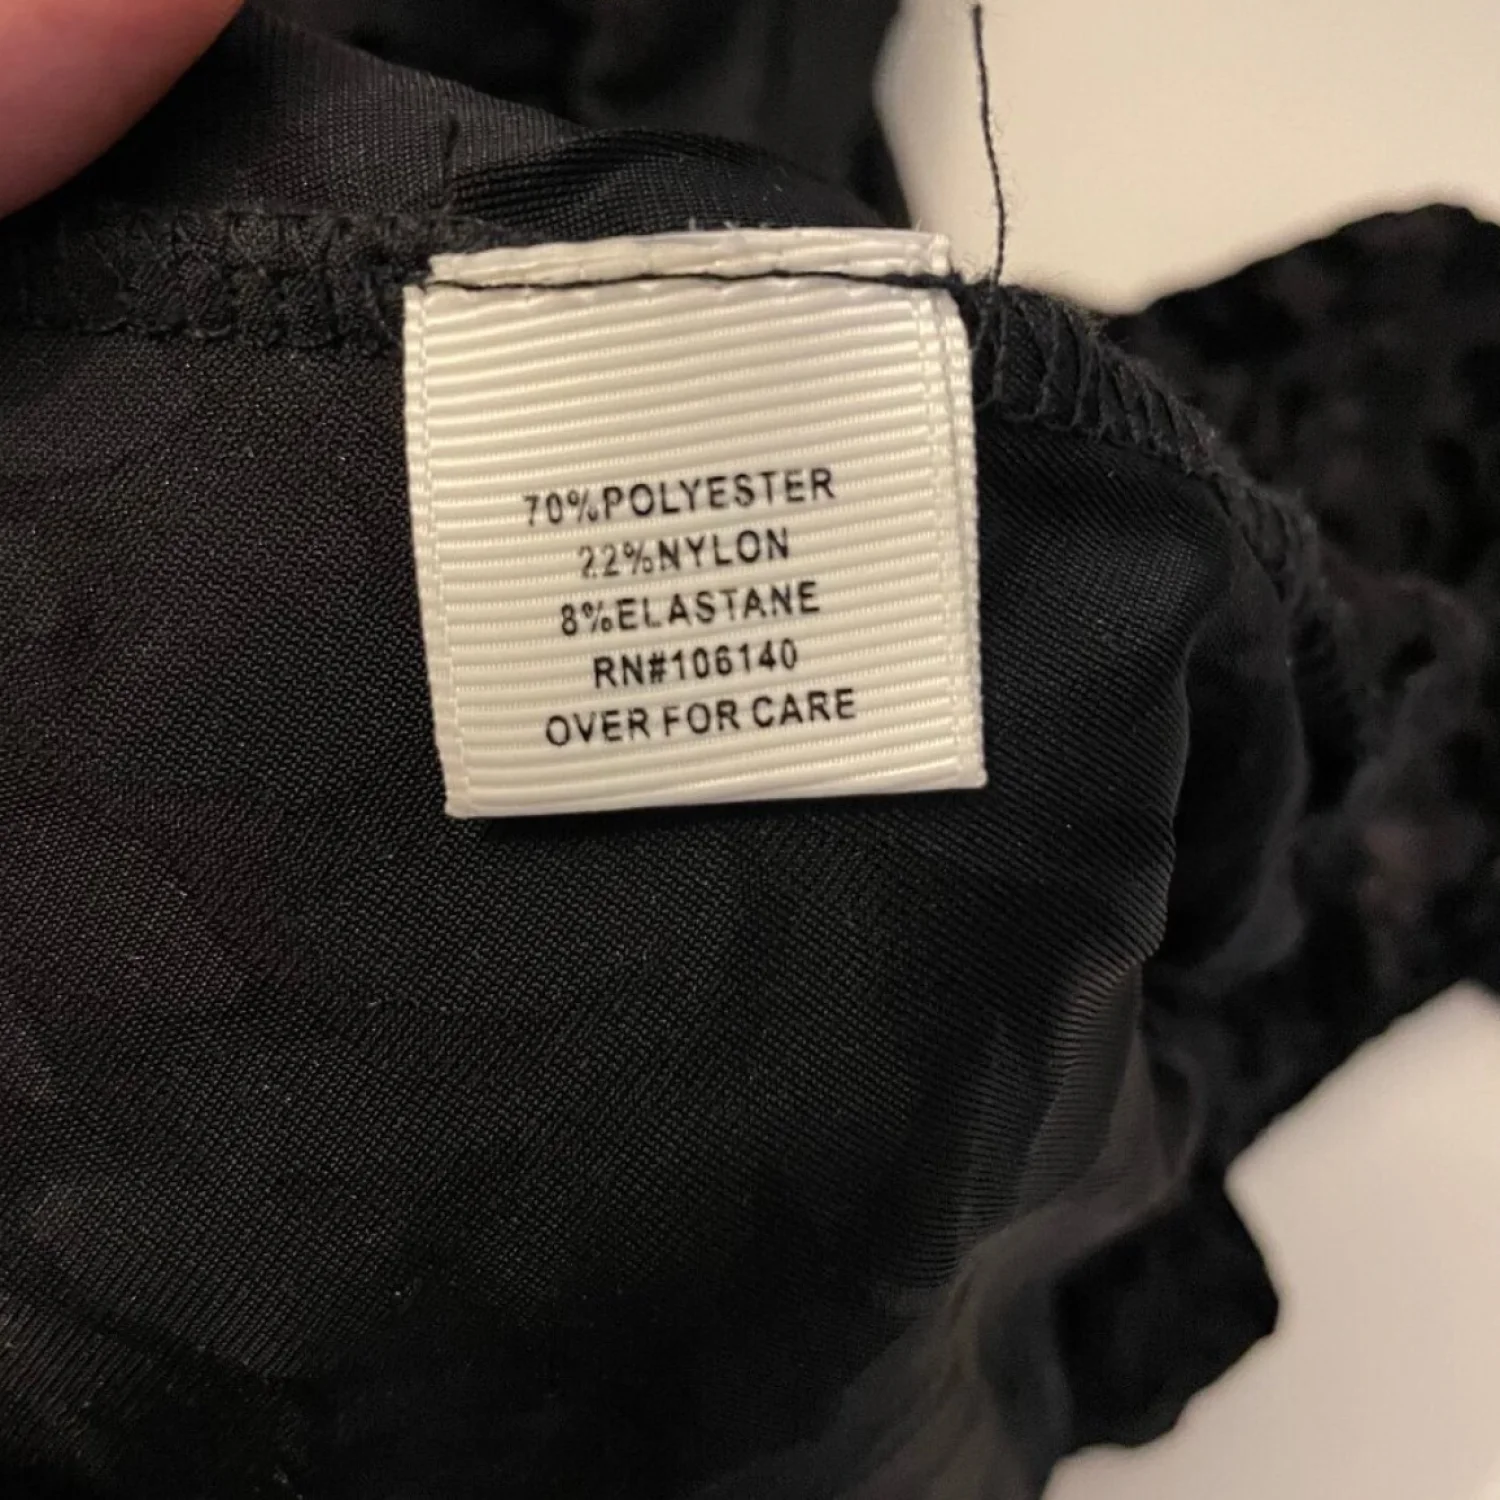 70%POLYESTER
22%NYLON
8%ELASTANE
RN#106140
OVER FOR CARE